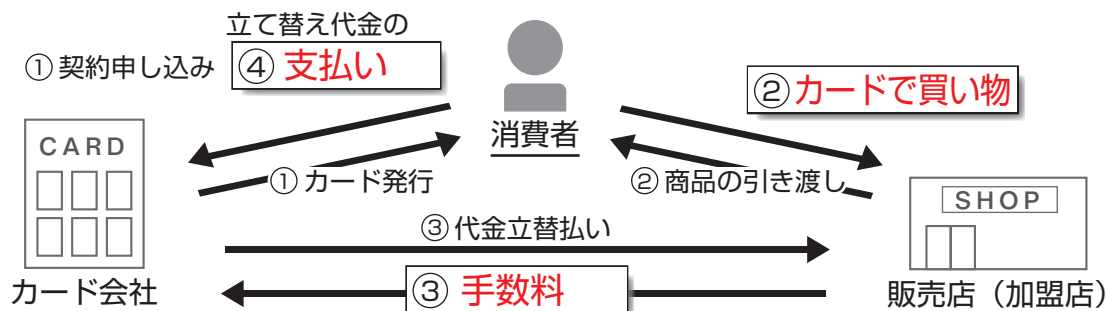 立て替え代金の
① 契約申し込み
④ 支払い
② カードで買い物
消費者
CARD
① カード発行
② 商品の引き渡し
SHOP
③ 代金立替払い
③ 手数料
カード会社
販売店（加盟店）